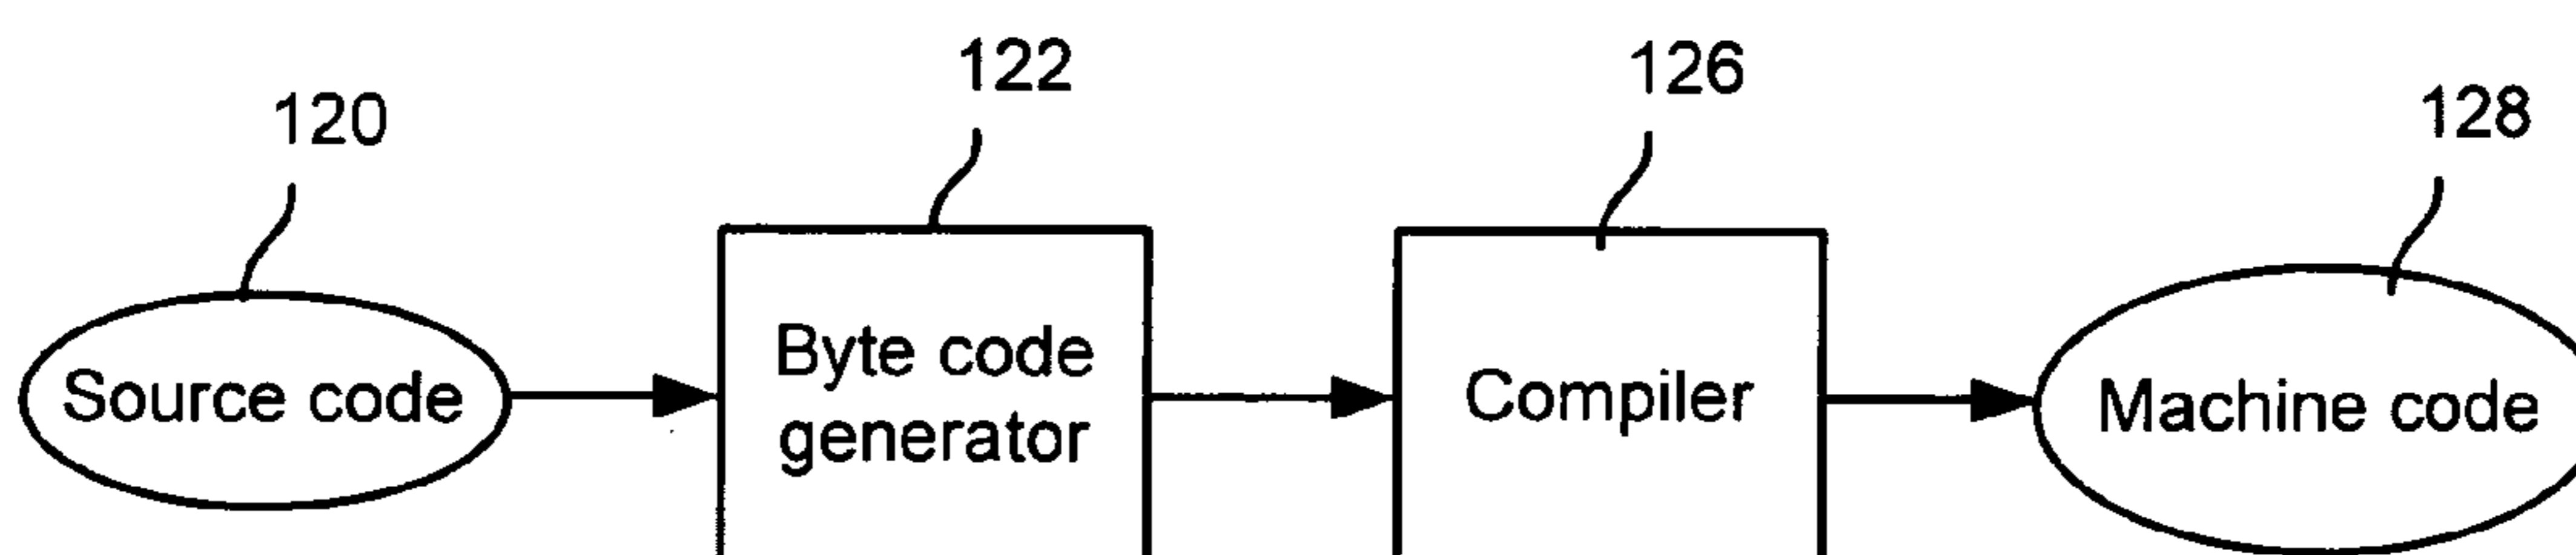 120
122
126
128
Source code
Byte code
generator
Compiler
Machine code